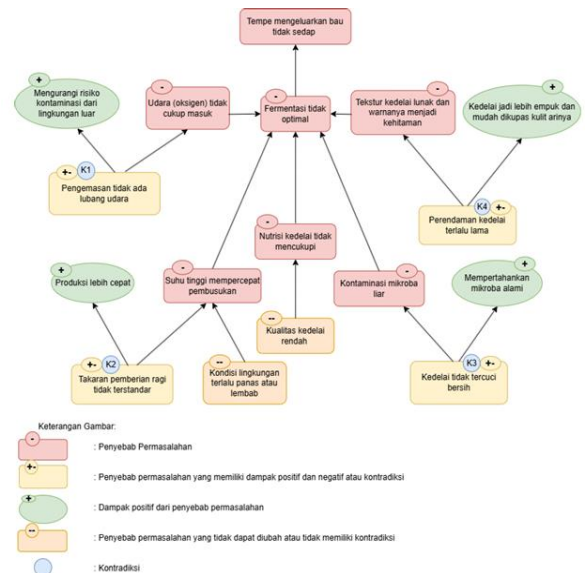 Tempe mengeluarkan bau
tidak sedap
+
Mengurangi risiko
kontaminasi dari
lingkungan luar
-
Udara (oksigen) tidak
cukup masuk
-
Fermentasi tidak
optimal
-
Tekstur kedelai lunak dan
warnanya menjadi
kehitaman
+
Kedelai jadi lebih empuk dan
mudah dikupas kulit arinya
+- K1
Pengemasan tidak ada
lubang udara
K4 +-
Perendaman kedelai
terlalu lama
-
Nutrisi kedelai tidak
mencukupi
+
Produksi lebih cepat
-
Suhu tinggi mempercepat
pembusukan
-
Kontaminasi mikroba
liar
+
Mempertahankan
mikroba alami
--
Kualitas kedelai
rendah
+- K2
Takaran pemberian ragi
tidak terstandar
--
Kondisi lingkungan
terlalu panas atau
lembab
K3 +-
Kedelai tidak tercuci
bersih
Keterangan Gambar:
-
: Penyebab Permasalahan
+-
: Penyebab permasalahan yang memiliki dampak positif dan negatif atau kontradiksi
+
: Dampak positif dari penyebab permasalahan
--
: Penyebab permasalahan yang tidak dapat diubah atau tidak memiliki kontradiksi
: Kontradiksi